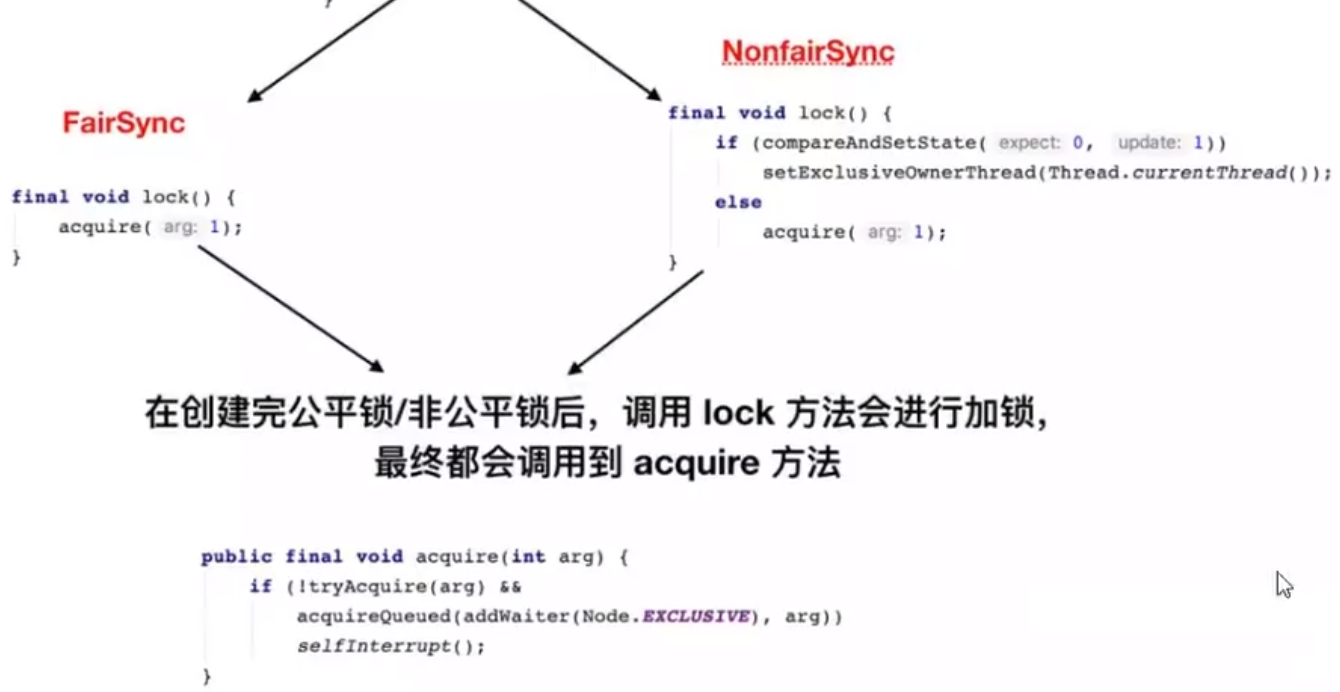 }
NonfairSync
FairSync
final void lock() {
    if (compareAndSetState( expect: 0, update: 1))
        setExclusiveOwnerThread(Thread.currentThread());
    else
        acquire( arg: 1);
}
final void lock() {
    acquire( arg: 1);
}
在创建完公平锁/非公平锁后，调用 lock 方法会进行加锁，
最终都会调用到 acquire 方法
public final void acquire(int arg) {
    if (!tryAcquire(arg) &&
        acquireQueued(addWaiter(Node.EXCLUSIVE), arg))
        selfInterrupt();
}